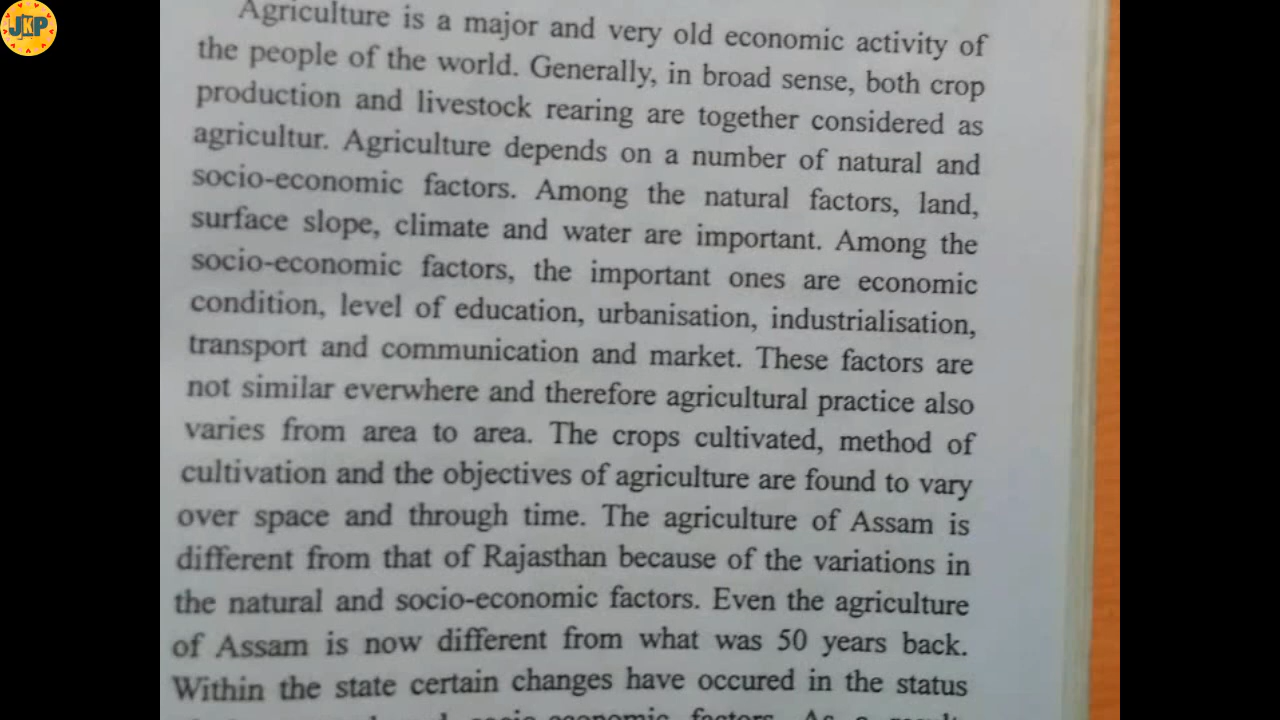 JKP
Agriculture is a major and very old economic activity of
the people of the world. Generally, in broad sense, both crop
production and livestock rearing are together considered as
agricultur. Agriculture depends on a number of natural and
socio-economic factors. Among the natural factors, land,
surface slope, climate and water are important. Among the
socio-economic factors, the important ones are economic
condition, level of education, urbanisation, industrialisation,
transport and communication and market. These factors are
not similar everwhere and therefore agricultural practice also
varies from area to area. The crops cultivated, method of
cultivation and the objectives of agriculture are found to vary
over space and through time. The agriculture of Assam is
different from that of Rajasthan because of the variations in
the natural and socio-economic factors. Even the agriculture
of Assam is now different from what was 50 years back.
Within the state certain changes have occured in the status
socio-economic factors. As a result,